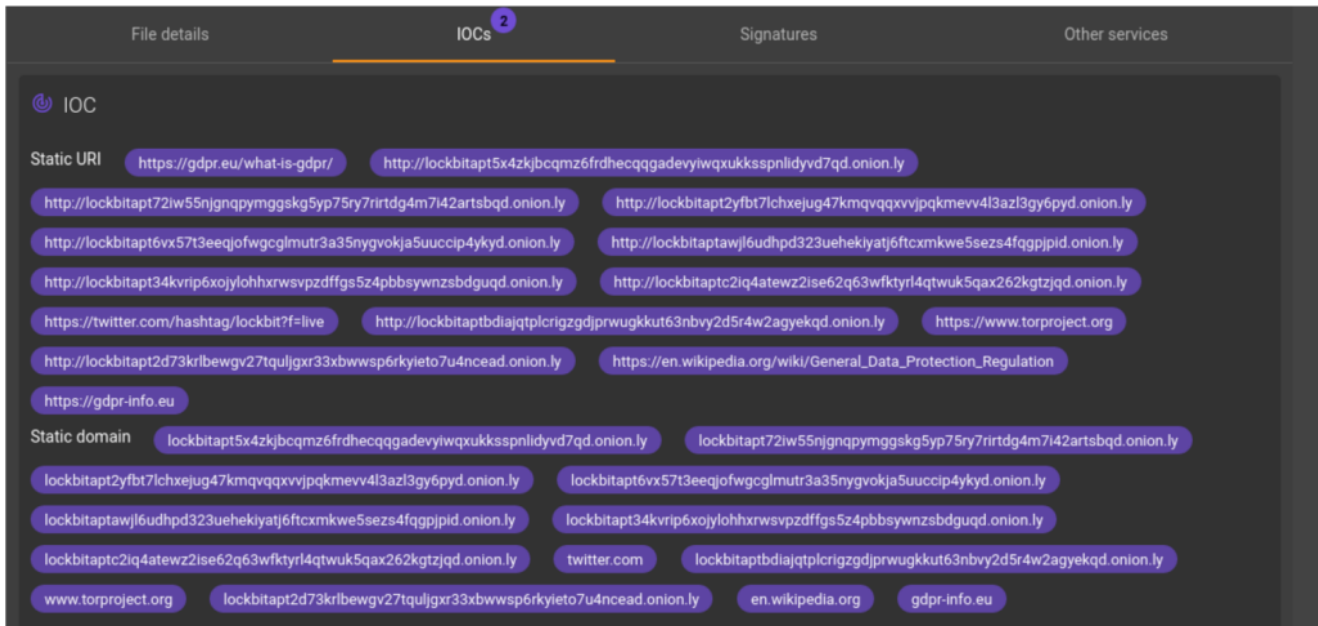 File details IOCs 2 Signatures Other services
IOC
Static URI https://gdpr.eu/what-is-gdpr/ http://lockbitapt5x4zkjbcqmz6frdhecqqgadevyiwqxukksspnlidyvd7qd.onion.ly
http://lockbitapt72iw55njgnqpymggskg5yp75ry7rirtdg4m7i42artsbqd.onion.ly http://lockbitapt2yfbt7lchxejug47kmqvqqxvvjpqkmevv4l3azl3gy6pyd.onion.ly
http://lockbitapt6vx57t3eeqjofwgcglmutr3a35nygvokja5uuccip4ykyd.onion.ly http://lockbitaptawjl6udhpd323uehekiyatj6ftcxmkwe5sezs4fqgpjpid.onion.ly
http://lockbitapt34kvrip6xojylohhxrwsvpzdffgs5z4pbbsywnzsbdguqd.onion.ly http://lockbitaptc2iq4atewz2ise62q63wfktyrl4qtwuk5qax262kgtzjqd.onion.ly
https://twitter.com/hashtag/lockbit?f=live http://lockbitaptbdiajqtplcrigzgdjprwugkkut63nbvy2d5r4w2agyekqd.onion.ly https://www.torproject.org
http://lockbitapt2d73krlbewgv27tquljgxr33xbwwsp6rkyieto7u4ncead.onion.ly https://en.wikipedia.org/wiki/General_Data_Protection_Regulation
https://gdpr-info.eu
Static domain lockbitapt5x4zkjbcqmz6frdhecqqgadevyiwqxukksspnlidyvd7qd.onion.ly lockbitapt72iw55njgnqpymggskg5yp75ry7rirtdg4m7i42artsbqd.onion.ly
lockbitapt2yfbt7lchxejug47kmqvqqxvvjpqkmevv4l3azl3gy6pyd.onion.ly lockbitapt6vx57t3eeqjofwgcglmutr3a35nygvokja5uuccip4ykyd.onion.ly
lockbitaptawjl6udhpd323uehekiyatj6ftcxmkwe5sezs4fqgpjpid.onion.ly lockbitapt34kvrip6xojylohhxrwsvpzdffgs5z4pbbsywnzsbdguqd.onion.ly
lockbitaptc2iq4atewz2ise62q63wfktyrl4qtwuk5qax262kgtzjqd.onion.ly twitter.com lockbitaptbdiajqtplcrigzgdjprwugkkut63nbvy2d5r4w2agyekqd.onion.ly
www.torproject.org lockbitapt2d73krlbewgv27tquljgxr33xbwwsp6rkyieto7u4ncead.onion.ly en.wikipedia.org gdpr-info.eu